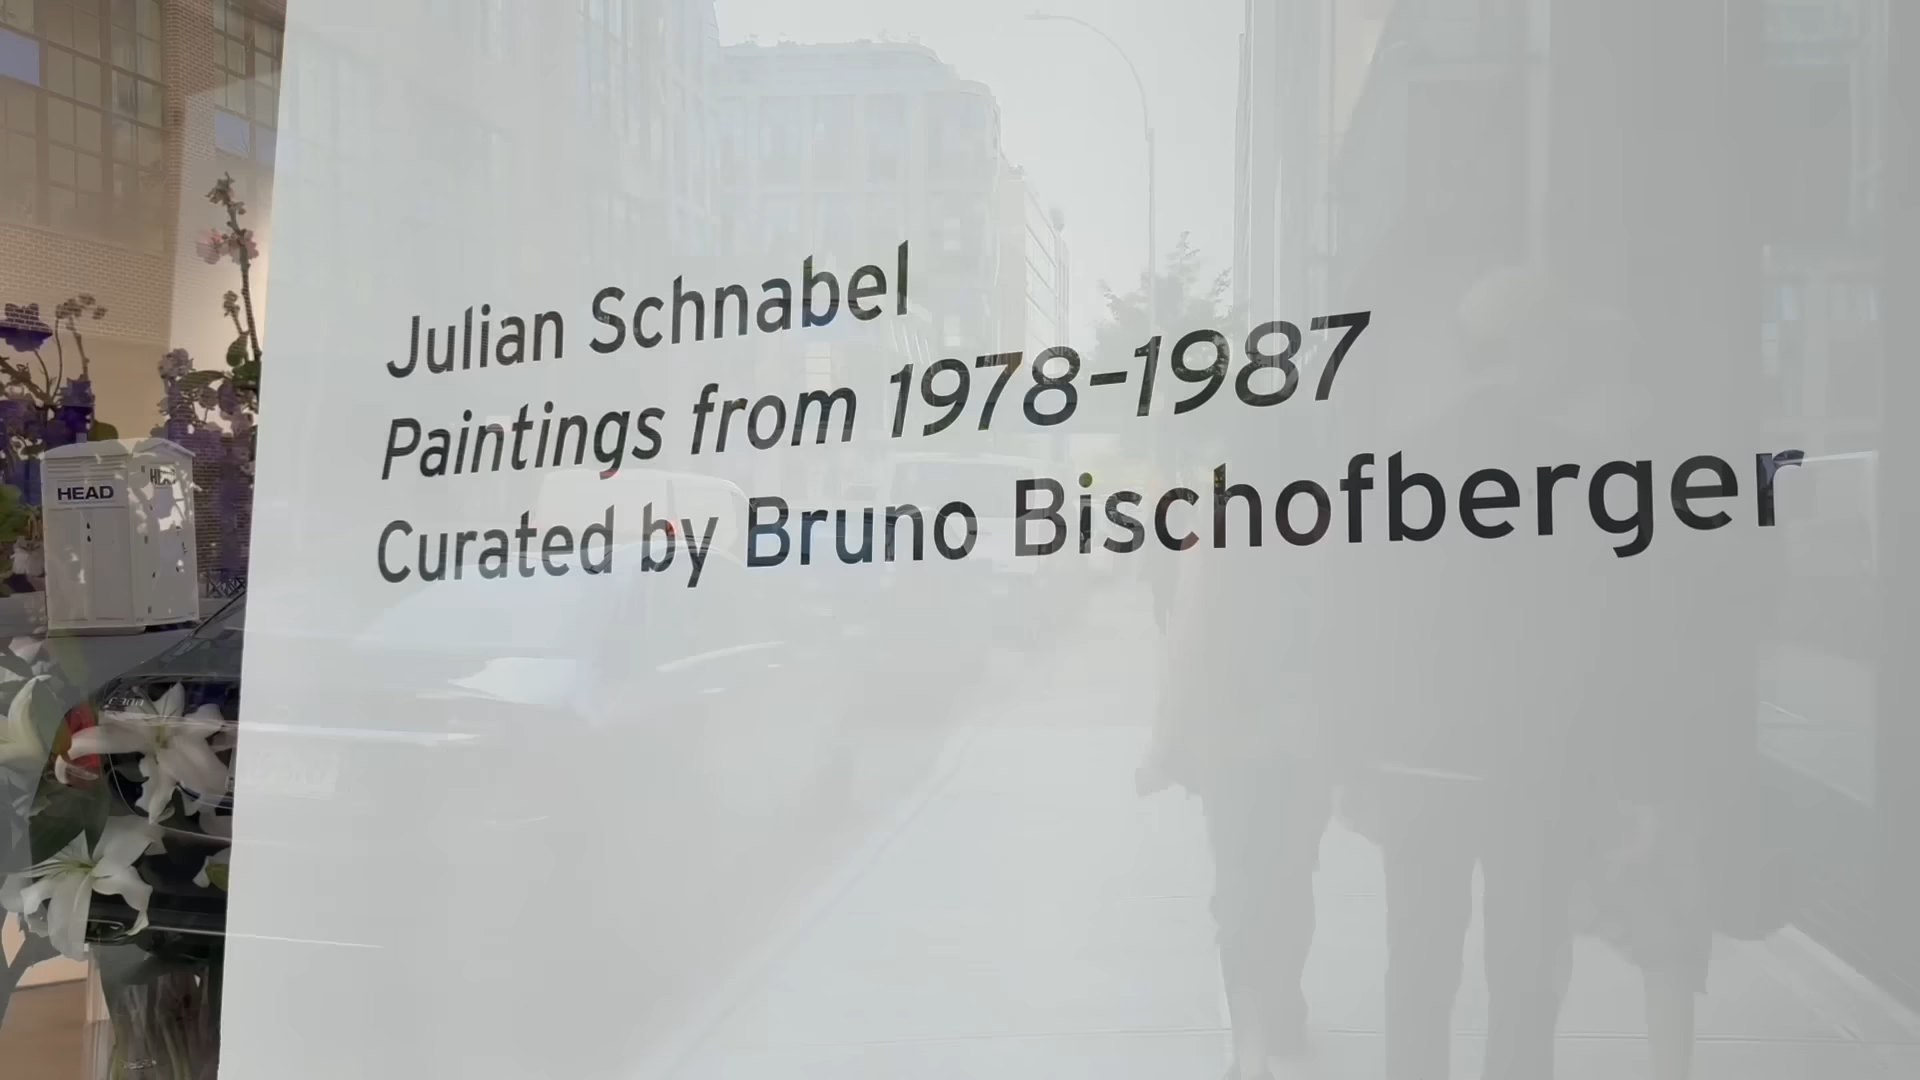 Julian Schnabel
Paintings from 1978-1987
Curated by Bruno Bischofberger
HEAD